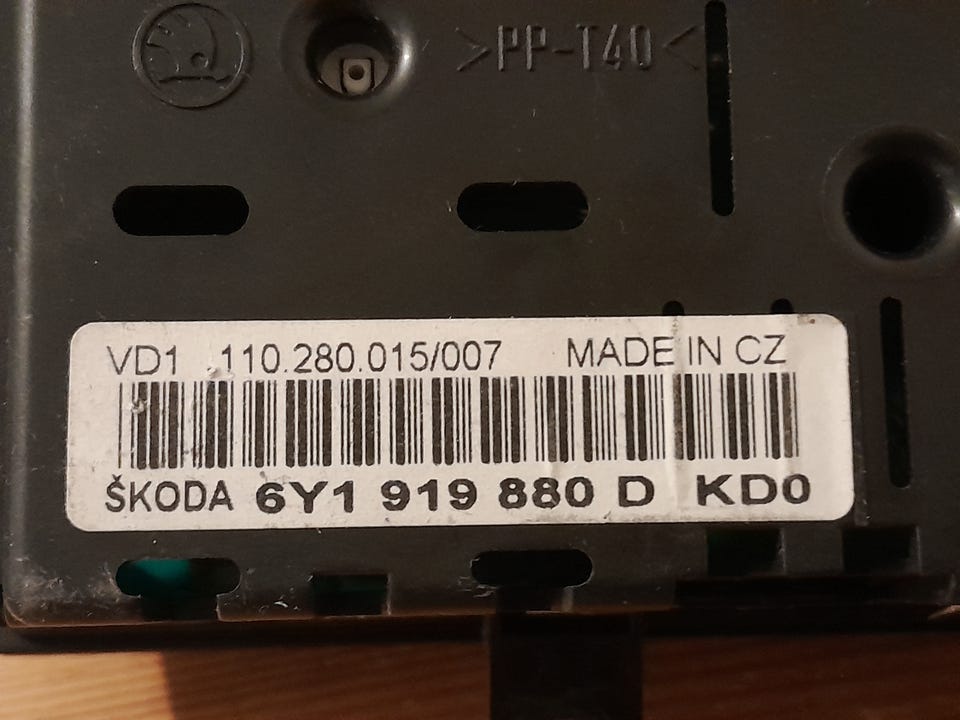 >PP-T40<
VD1 110.280.015/007 MADE IN CZ
ŠKODA 6Y1 919 880 D KD0